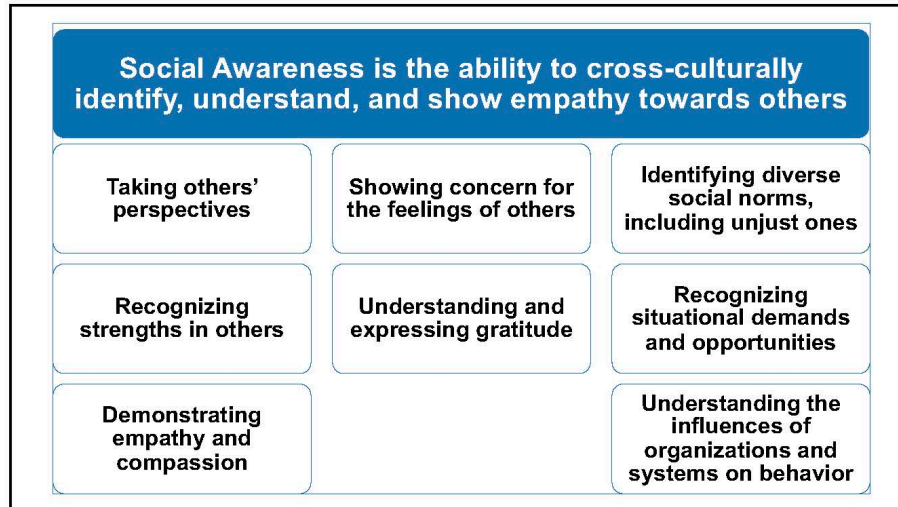 Social Awareness is the ability to cross-culturally
identify, understand, and show empathy towards others
Taking others’
perspectives
Showing concern for
the feelings of others
Identifying diverse
social norms,
including unjust ones
Recognizing
strengths in others
Understanding and
expressing gratitude
Recognizing
situational demands
and opportunities
Demonstrating
empathy and
compassion
Understanding the
influences of
organizations and
systems on behavior